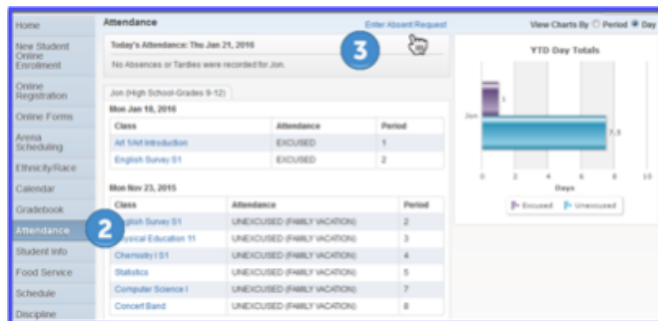 Home
New Student
Online
Enrollment
Online
Registration
Online Forms
Arena
Scheduling
Ethnicity/Race
Calendar
Gradebook
Attendance
Student Info
Food Service
Schedule
Discipline
2
Attendance
Enter Absent Request
3
Today's Attendance: Thu Jan 21, 2016
No Absences or Tardies were recorded for Jon.
Jon (High School-Grades 9-12)
Mon Jan 18, 2016
Class Attendance Period
Art 1/Art Introduction EXCUSED 1
English Survey S1 EXCUSED 2
Mon Nov 23, 2015
Class Attendance Period
English Survey S1 UNEXCUSED (FAMILY VACATION) 2
Physical Education 11 UNEXCUSED (FAMILY VACATION) 3
Chemistry I S1 UNEXCUSED (FAMILY VACATION) 4
Statistics UNEXCUSED (FAMILY VACATION) 5
Computer Science I UNEXCUSED (FAMILY VACATION) 7
Concert Band UNEXCUSED (FAMILY VACATION) 8
View Charts By Period Day
YTD Day Totals
1
Jon
7.5
0 2 4 6 8 10
Days
Excused Unexcused